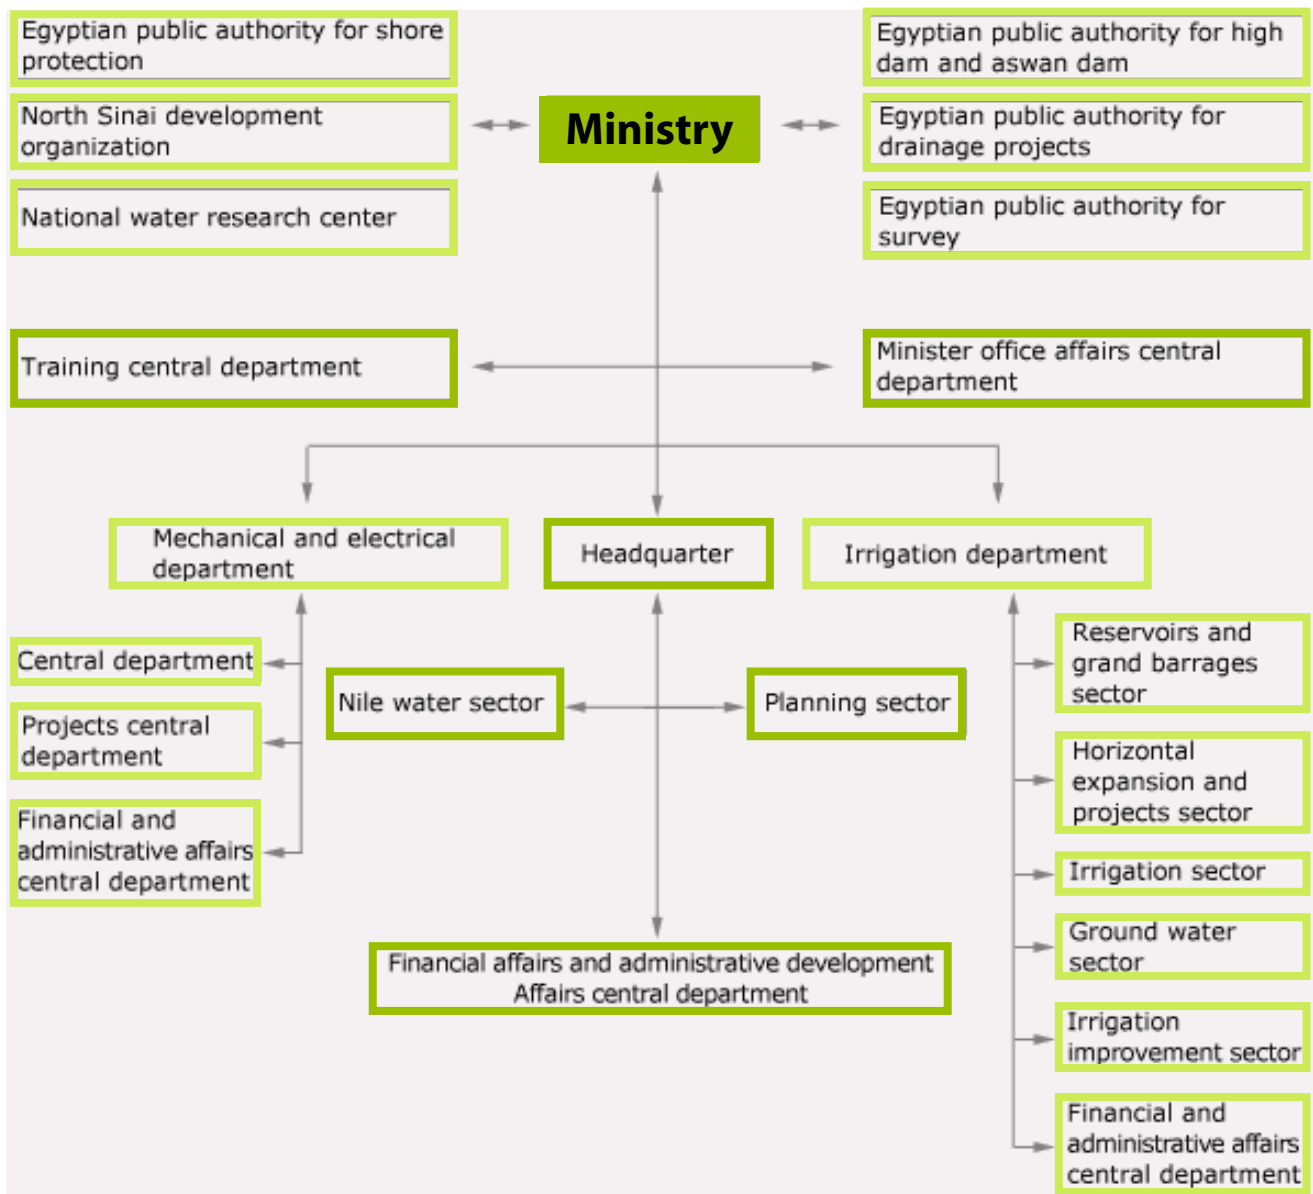 Egyptian public authority for shore
protection
North Sinai development
organization
National water research center
Ministry
Egyptian public authority for high
dam and aswan dam
Egyptian public authority for
drainage projects
Egyptian public authority for
survey
Training central department
Minister office affairs central
department
Mechanical and electrical
department
Headquarter
Irrigation department
Central department
Projects central
department
Financial and
administrative affairs
central department
Nile water sector
Planning sector
Financial affairs and administrative development
Affairs central department
Reservoirs and
grand barrages
sector
Horizontal
expansion and
projects sector
Irrigation sector
Ground water
sector
Irrigation
improvement sector
Financial and
administrative affairs
central department